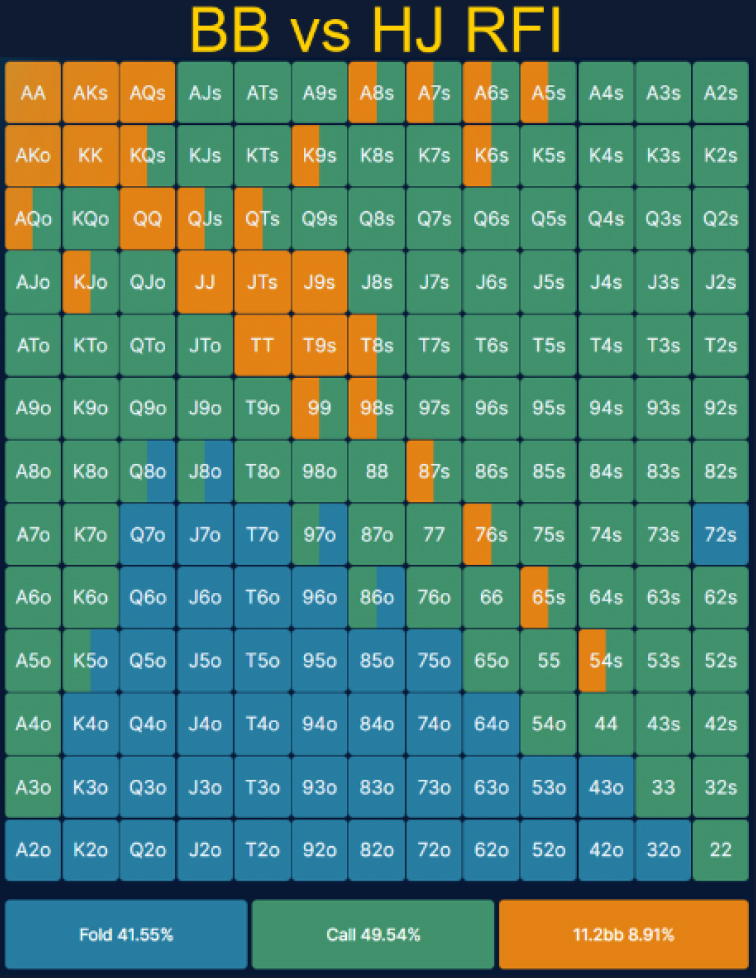 BB vs HJ RFI
AA AKs AQs AJs ATs A9s A8s A7s A6s A5s A4s A3s A2s
AKo KK KQs KJs KTs K9s K8s K7s K6s K5s K4s K3s K2s
AQo KQo QQ QJs QTs Q9s Q8s Q7s Q6s Q5s Q4s Q3s Q2s
AJo KJo QJo JJ JTs J9s J8s J7s J6s J5s J4s J3s J2s
ATo KTo QTo JTo TT T9s T8s T7s T6s T5s T4s T3s T2s
A9o K9o Q9o J9o T9o 99 98s 97s 96s 95s 94s 93s 92s
A8o K8o Q8o J8o T8o 98o 88 87s 86s 85s 84s 83s 82s
A7o K7o Q7o J7o T7o 97o 87o 77 76s 75s 74s 73s 72s
A6o K6o Q6o J6o T6o 96o 86o 76o 66 65s 64s 63s 62s
A5o K5o Q5o J5o T5o 95o 85o 75o 65o 55 54s 53s 52s
A4o K4o Q4o J4o T4o 94o 84o 74o 64o 54o 44 43s 42s
A3o K3o Q3o J3o T3o 93o 83o 73o 63o 53o 43o 33 32s
A2o K2o Q2o J2o T2o 92o 82o 72o 62o 52o 42o 32o 22
Fold 41.55% Call 49.54% 11.2bb 8.91%